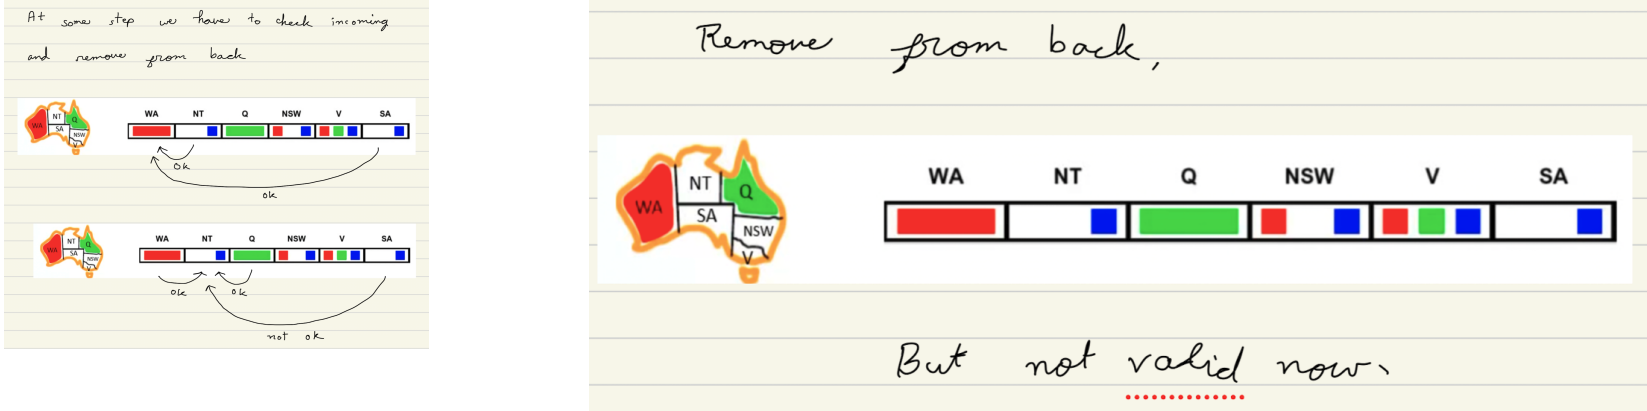 At some step we have to check incoming
and remove from back
WA NT Q NSW V SA
WA NT Q SA NSW V
ok
ok
WA NT Q NSW V SA
WA NT Q SA NSW V
ok ok
not ok
Remove from back,
WA NT Q NSW V SA
WA NT Q SA NSW V
But not valid now.